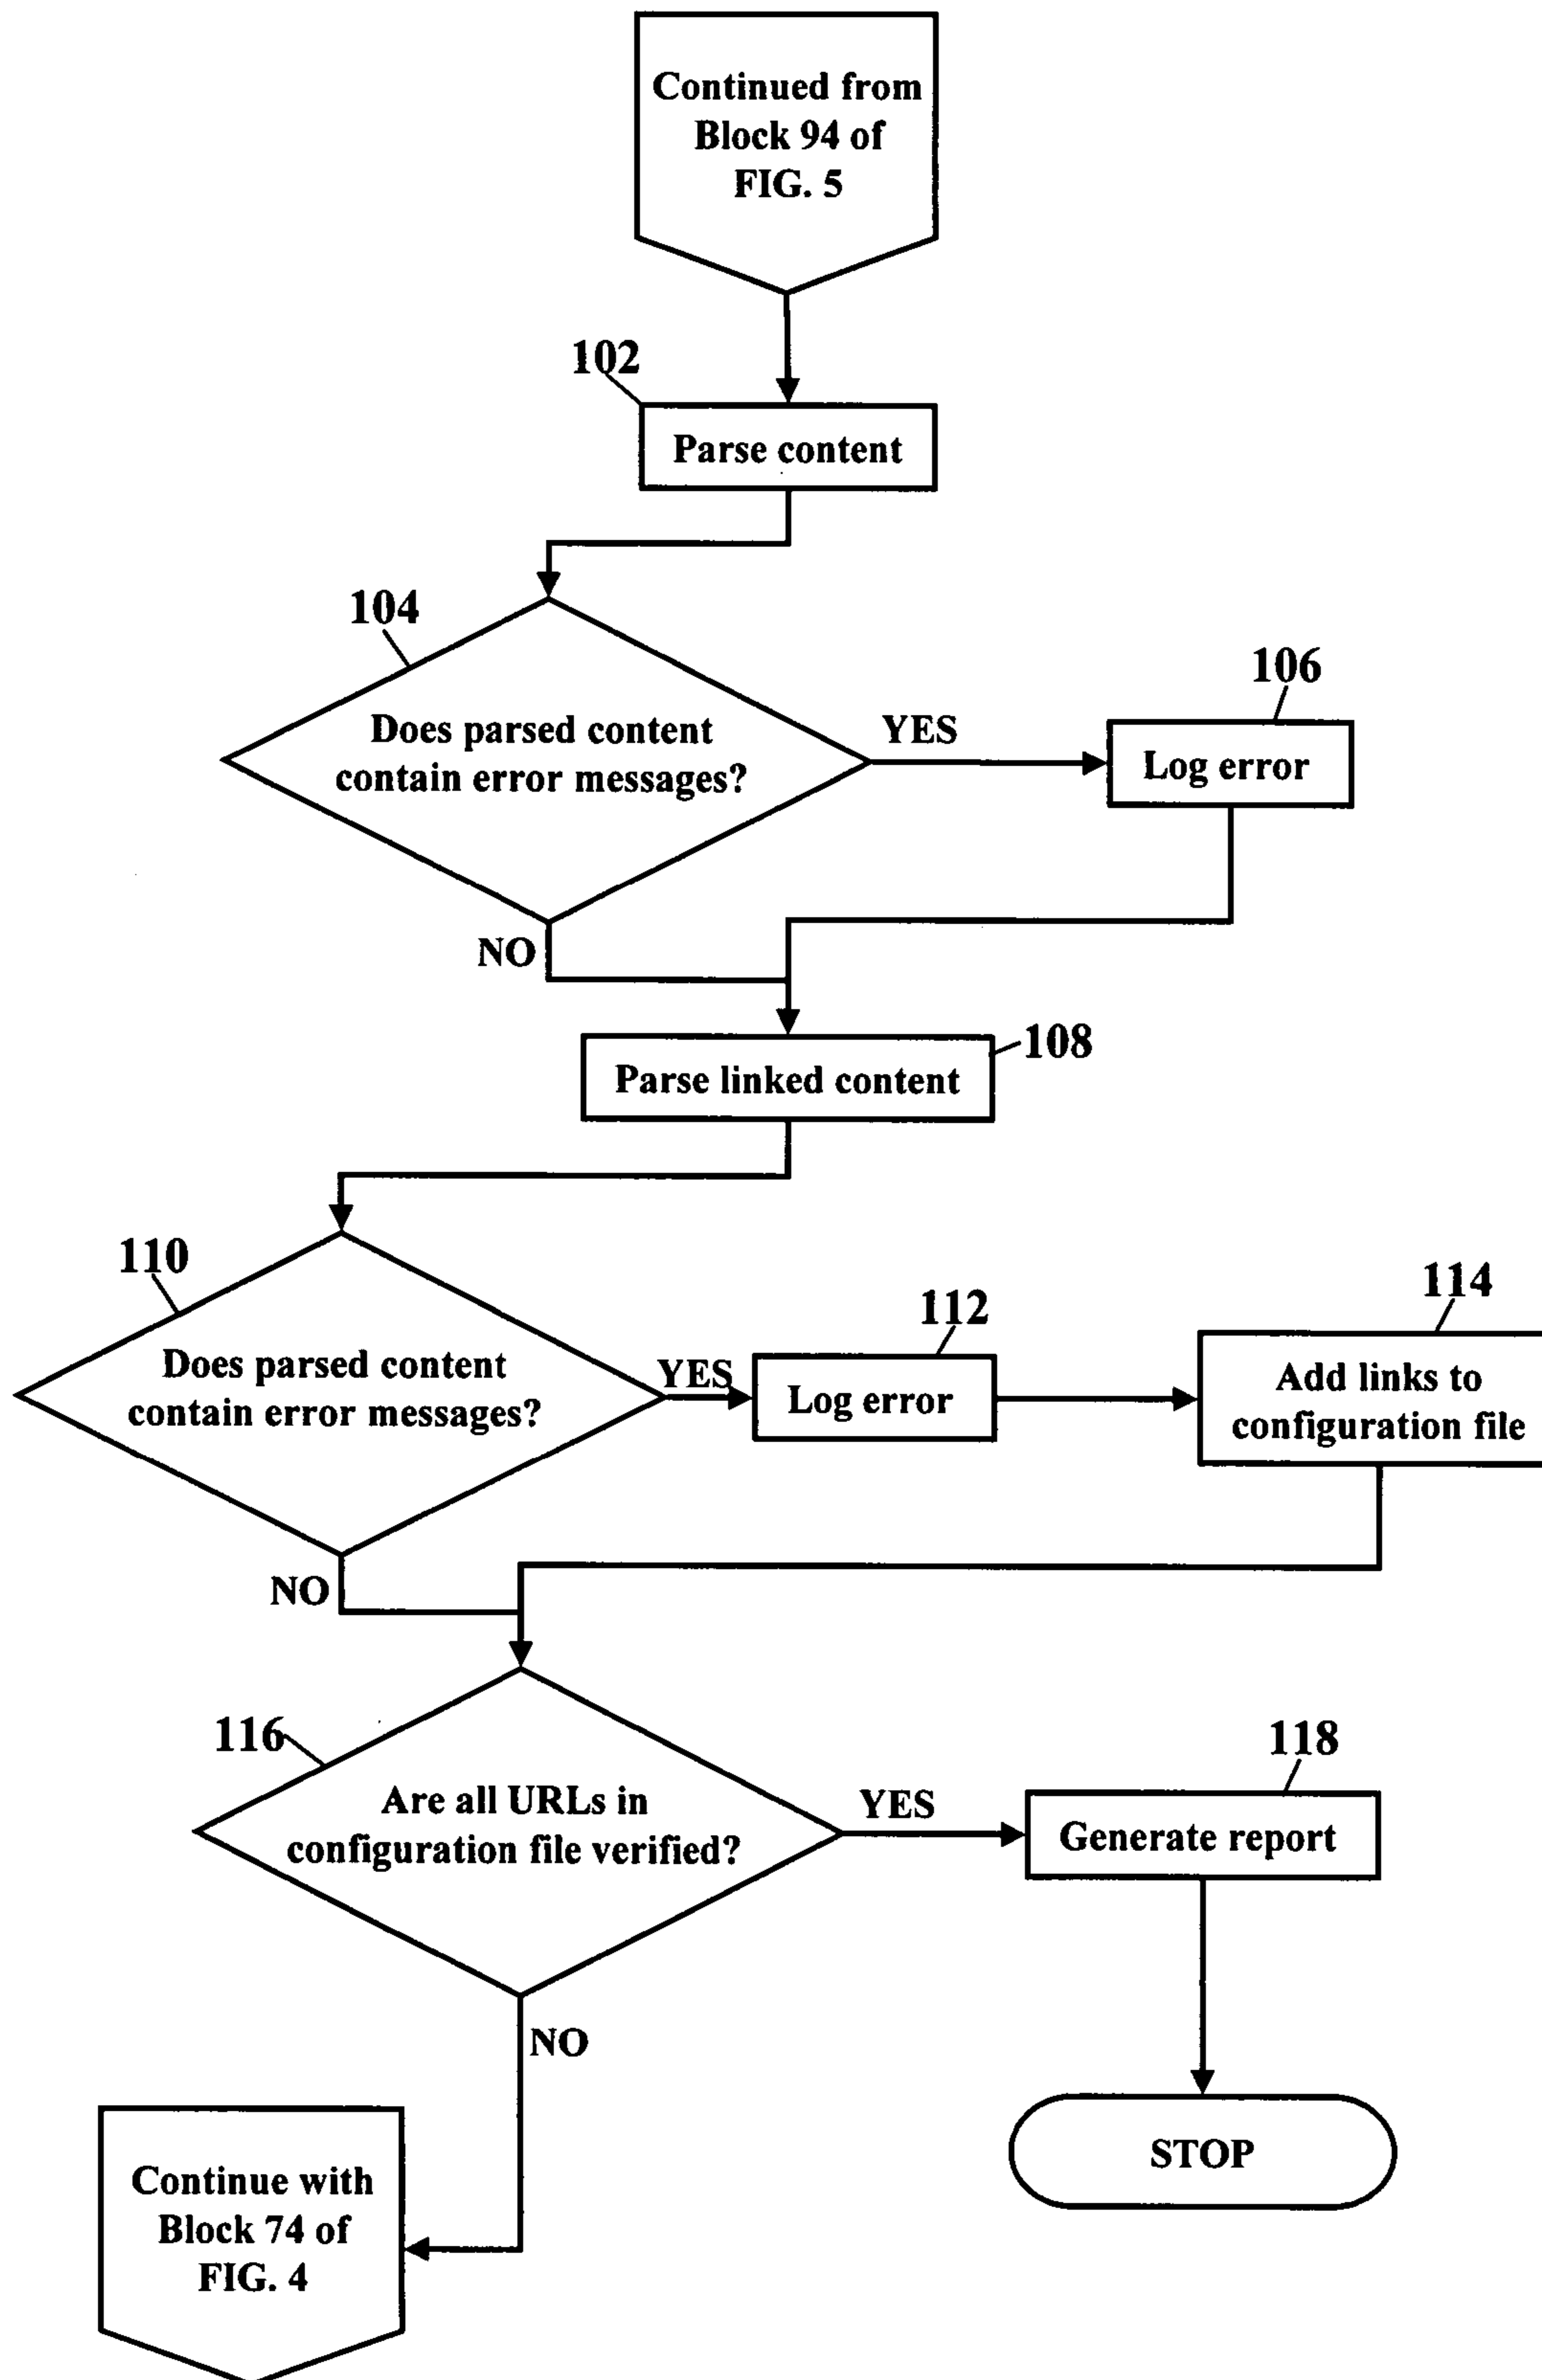 Continued from
Block 94 of
FIG. 5
102
Parse content
104
Does parsed content
contain error messages?
YES
106
Log error
NO
108
Parse linked content
110
Does parsed content
contain error messages?
YES
112
Log error
114
Add links to
configuration file
NO
116
Are all URLs in
configuration file verified?
YES
118
Generate report
NO
STOP
Continue with
Block 74 of
FIG. 4